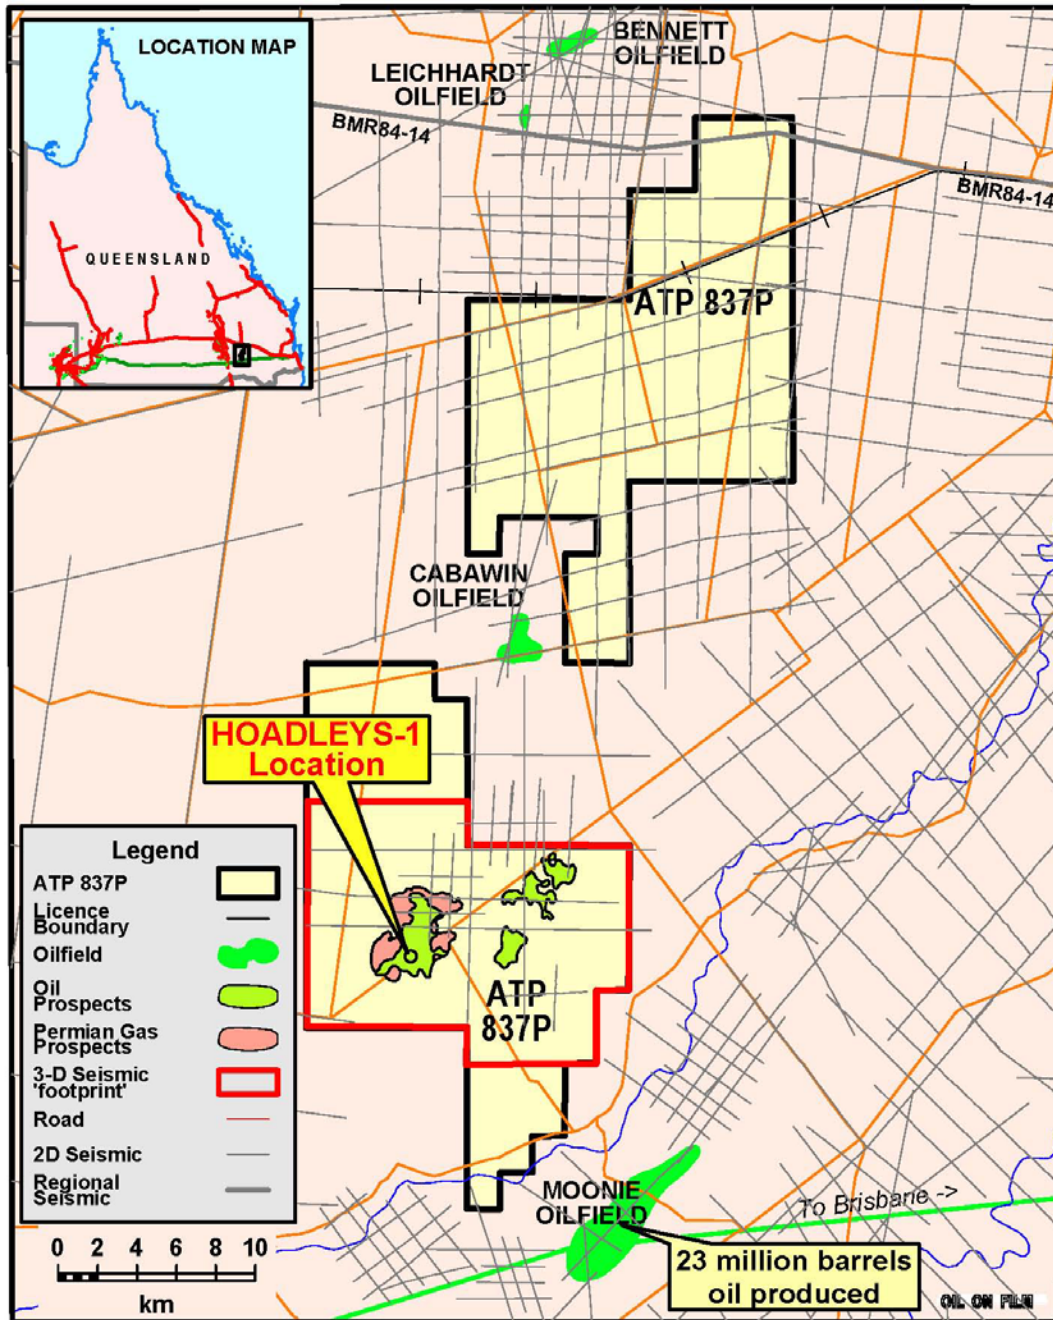 LOCATION MAP
QUEENSLAND
BENNETT
OILFIELD
LEICHHARDT
OILFIELD
BMR84-14
BMR84-14
ATP 837P
CABAWIN
OILFIELD
HOADLEYS-1
Location
ATP
837P
Legend
ATP 837P
Licence
Boundary
Oilfield
Oil
Prospects
Permian Gas
Prospects
3-D Seismic
'footprint'
Road
2D Seismic
Regional
Seismic
0 2 4 6 8 10
km
MOONIE
OILFIELD
To Brisbane ->
23 million barrels
oil produced
OIL ON FILM